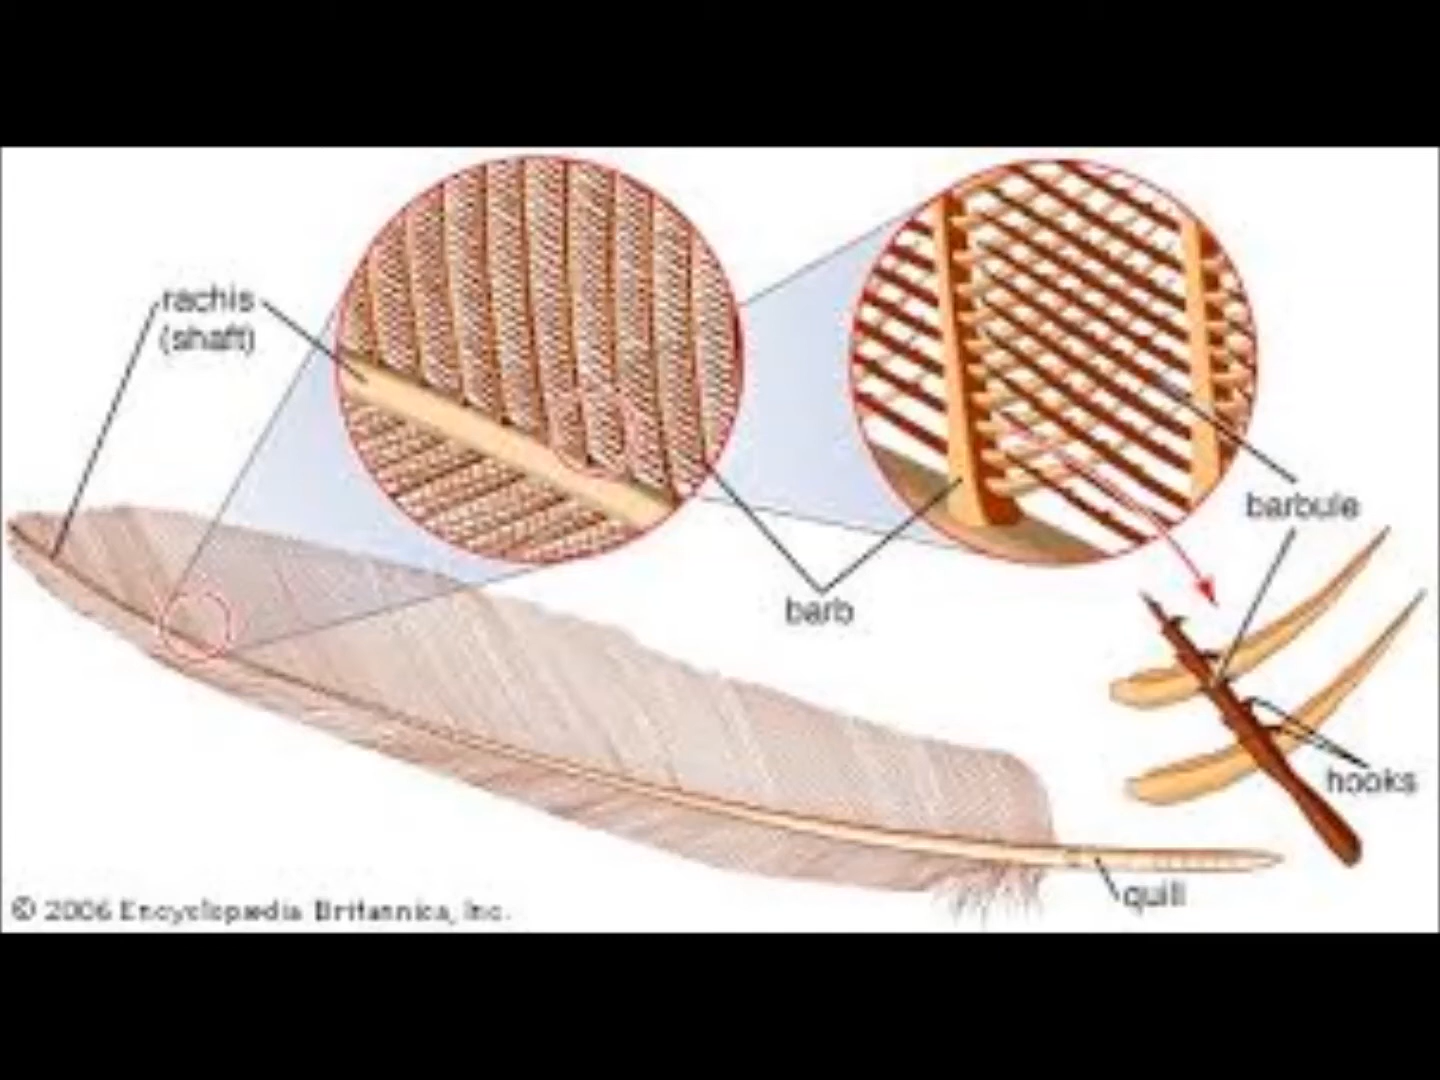 rachis
(shaft)
barbule
barb
hooks
quill
© 2006 Encyclopædia Britannica, Inc.